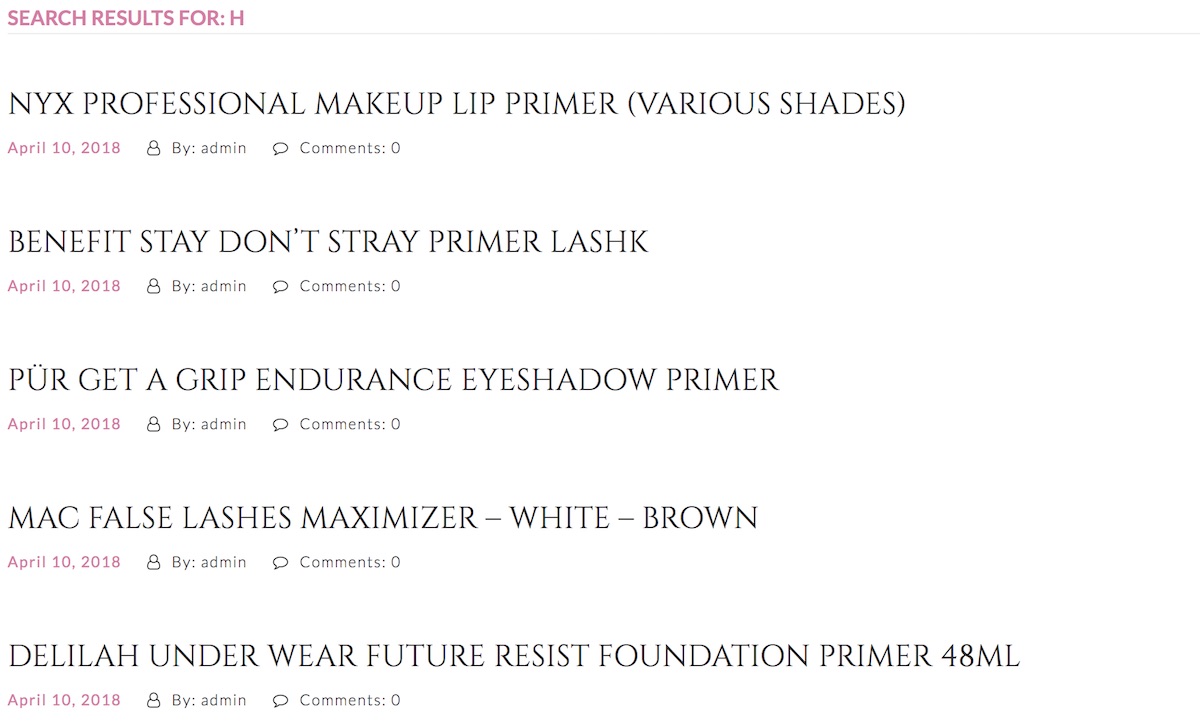 SEARCH RESULTS FOR: H
NYX PROFESSIONAL MAKEUP LIP PRIMER (VARIOUS SHADES)
April 10, 2018 By: admin Comments: 0
BENEFIT STAY DON’T STRAY PRIMER LASHK
April 10, 2018 By: admin Comments: 0
PÜR GET A GRIP ENDURANCE EYESHADOW PRIMER
April 10, 2018 By: admin Comments: 0
MAC FALSE LASHES MAXIMIZER – WHITE – BROWN
April 10, 2018 By: admin Comments: 0
DELILAH UNDER WEAR FUTURE RESIST FOUNDATION PRIMER 48ML
April 10, 2018 By: admin Comments: 0